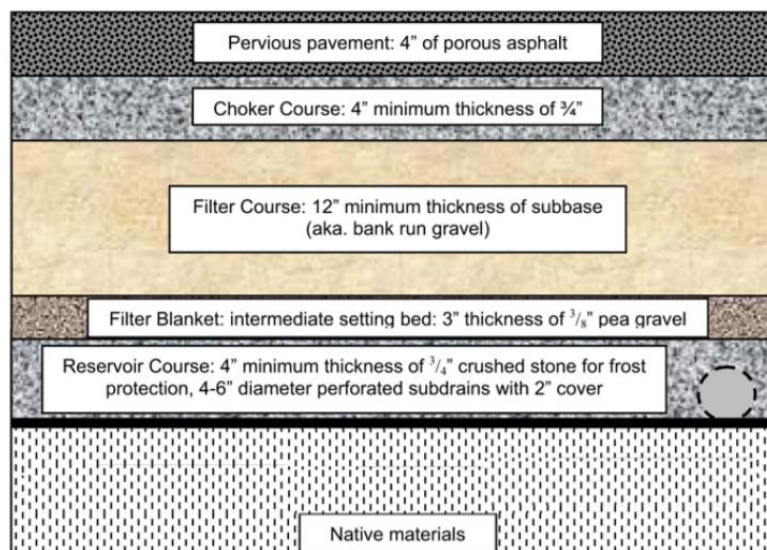 Pervious pavement: 4” of porous asphalt
Choker Course: 4” minimum thickness of ¾”
Filter Course: 12” minimum thickness of subbase
(aka. bank run gravel)
Filter Blanket: intermediate setting bed: 3” thickness of 3/8” pea gravel
Reservoir Course: 4” minimum thickness of 3/4” crushed stone for frost
protection, 4-6” diameter perforated subdrains with 2” cover
Native materials